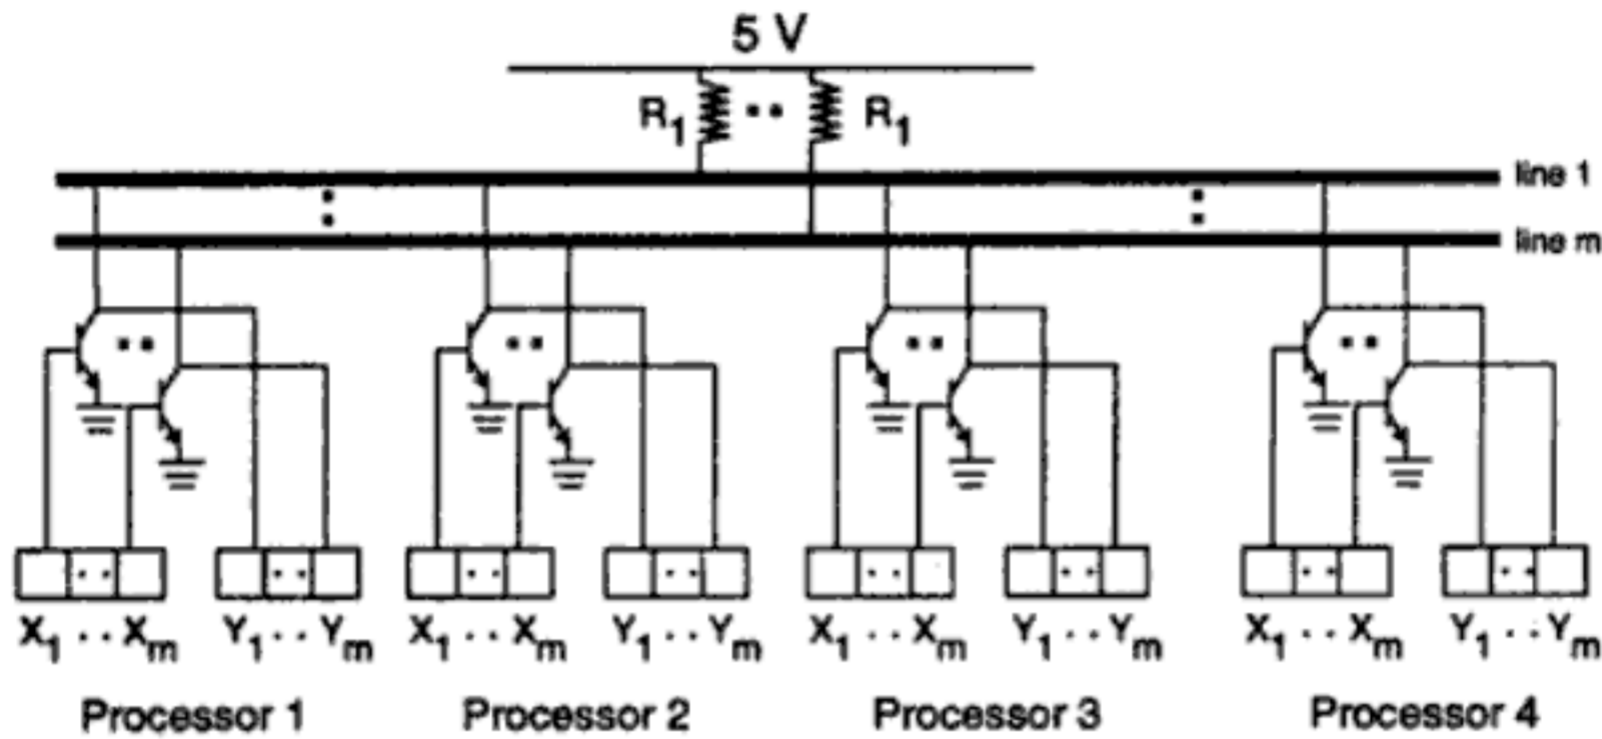 5 V
R1 R1
line 1
line m
X1 . . Xm Y1 . . Ym X1 . . Xm Y1 . . Ym X1 . . Xm Y1 . . Ym X1 . . Xm Y1 . . Ym
Processor 1 Processor 2 Processor 3 Processor 4